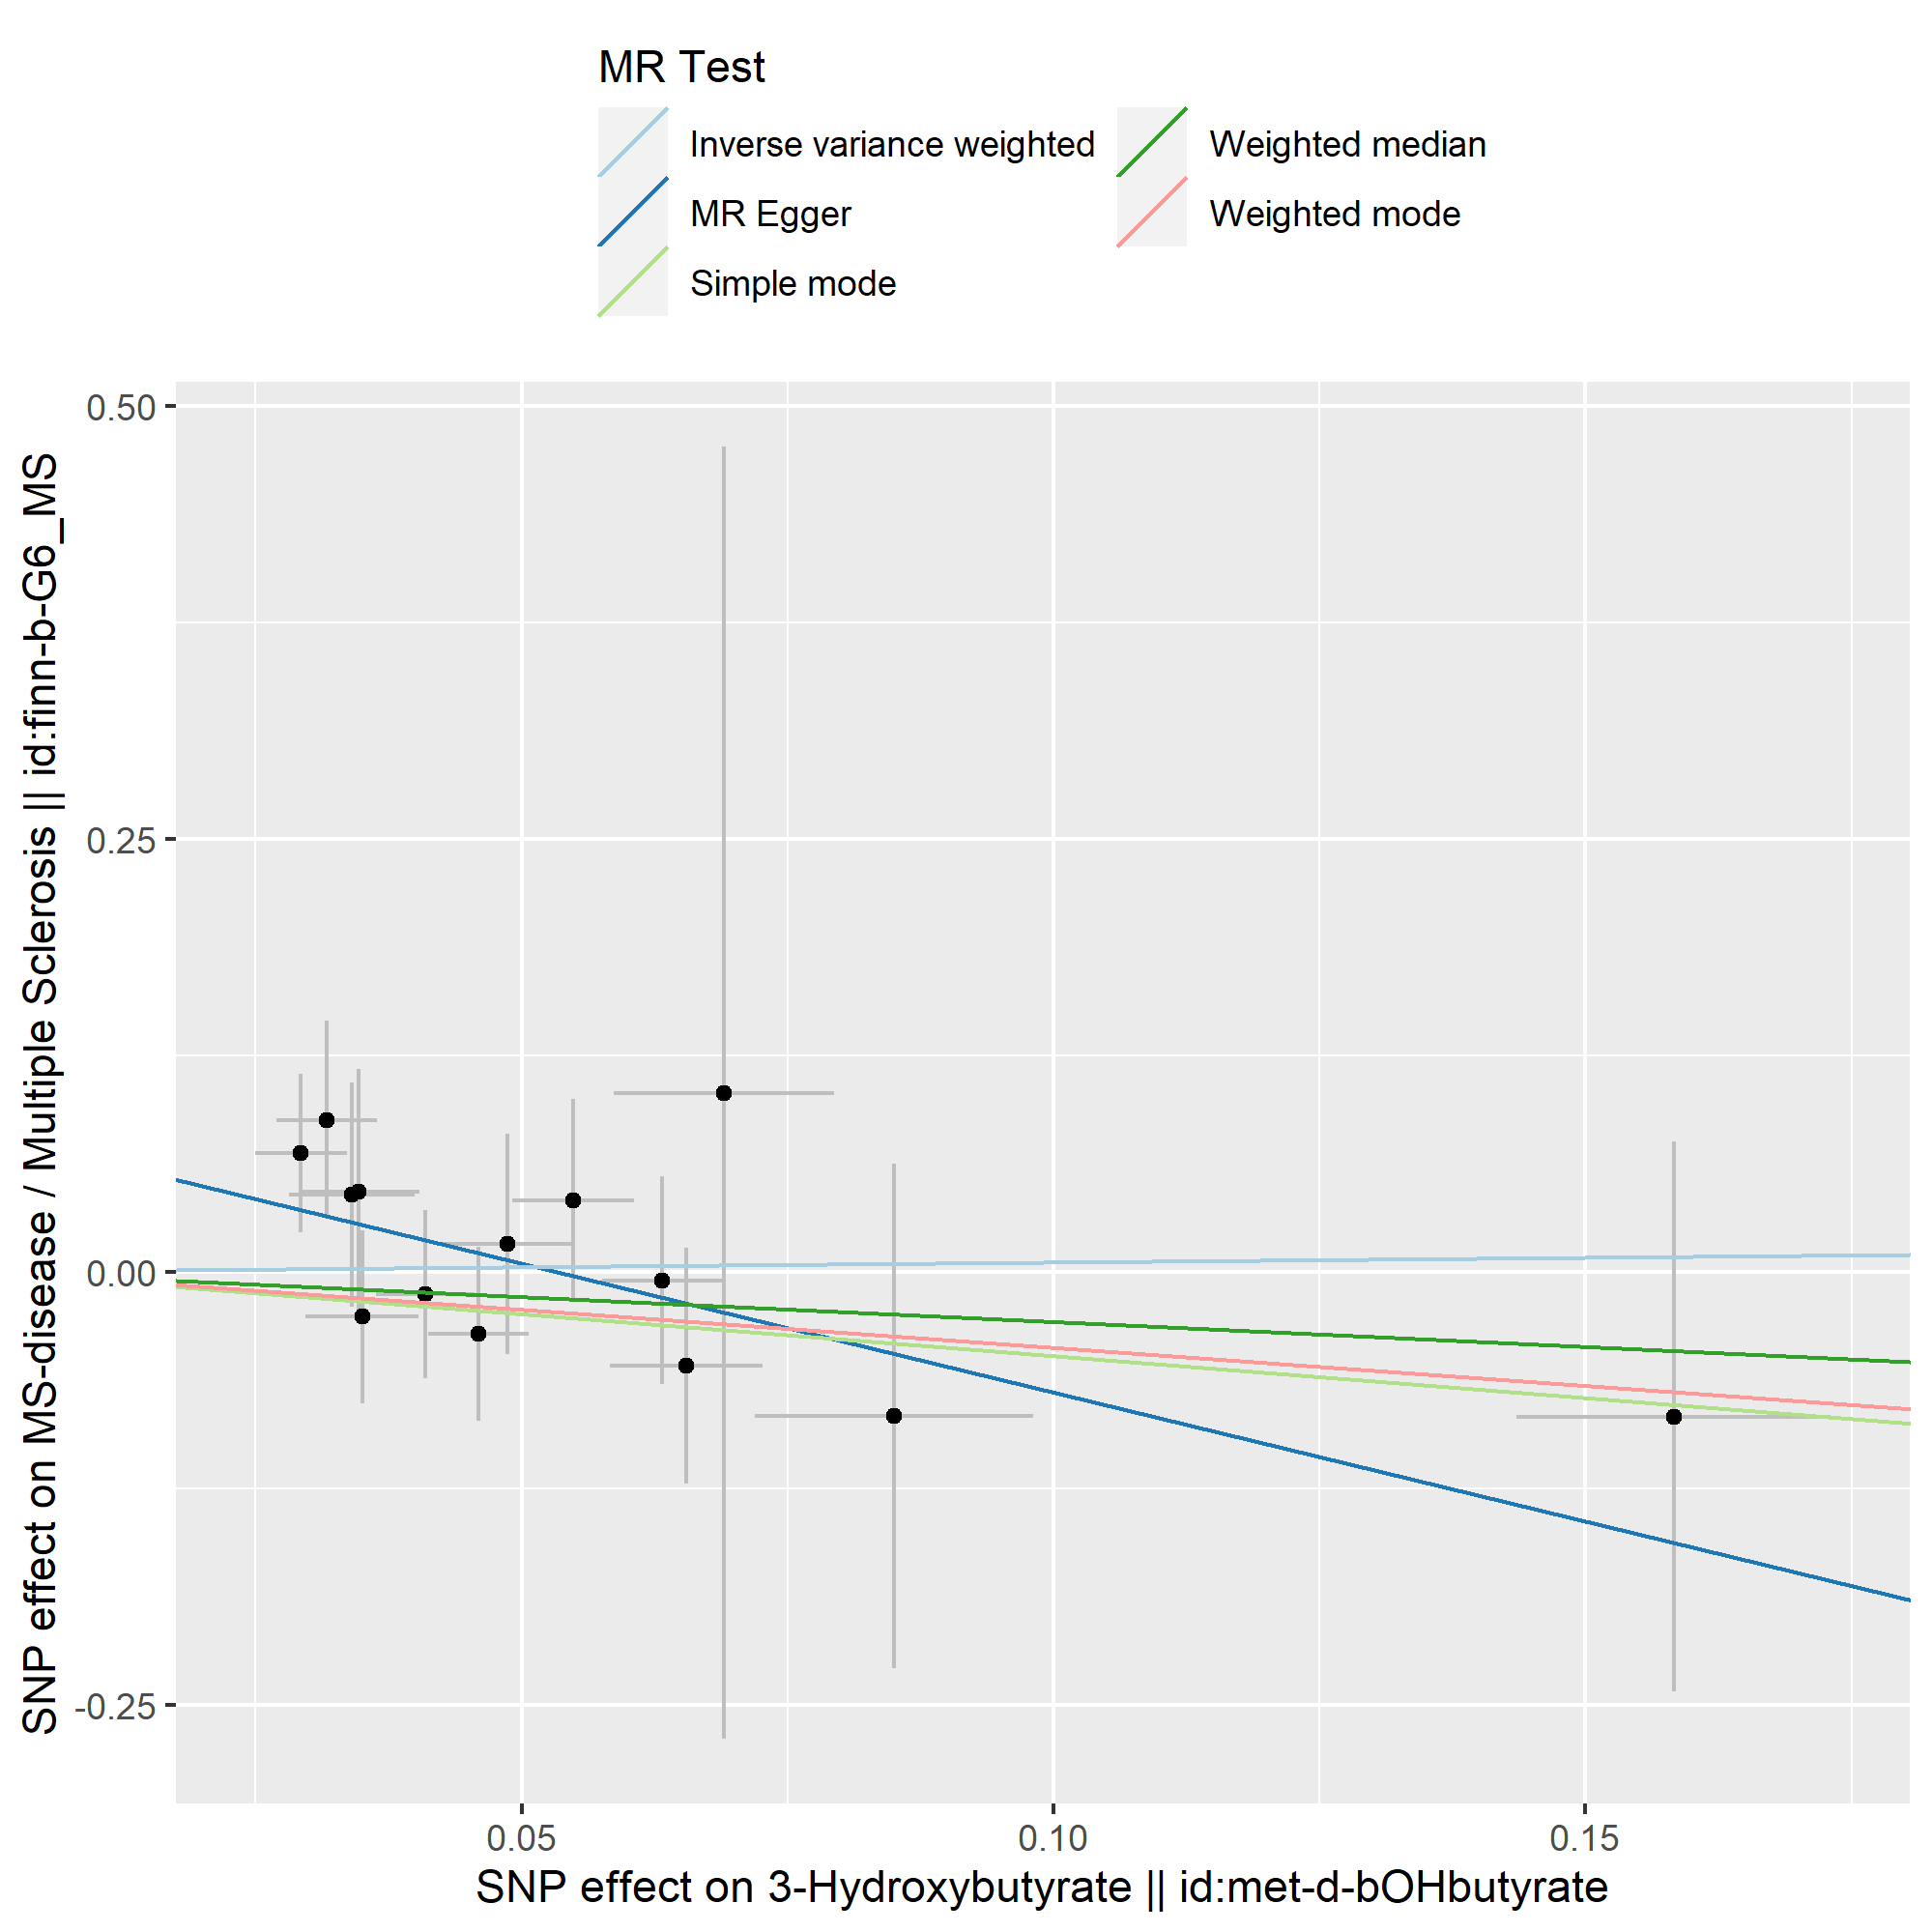 MR Test
Inverse variance weighted
Weighted median
MR Egger
Weighted mode
Simple mode
SNP effect on MS-disease / Multiple Sclerosis || id:finn-b-G6_MS
0.50
0.25
0.00
-0.25
0.05
0.10
0.15
SNP effect on 3-Hydroxybutyrate || id:met-d-bOHbutyrate